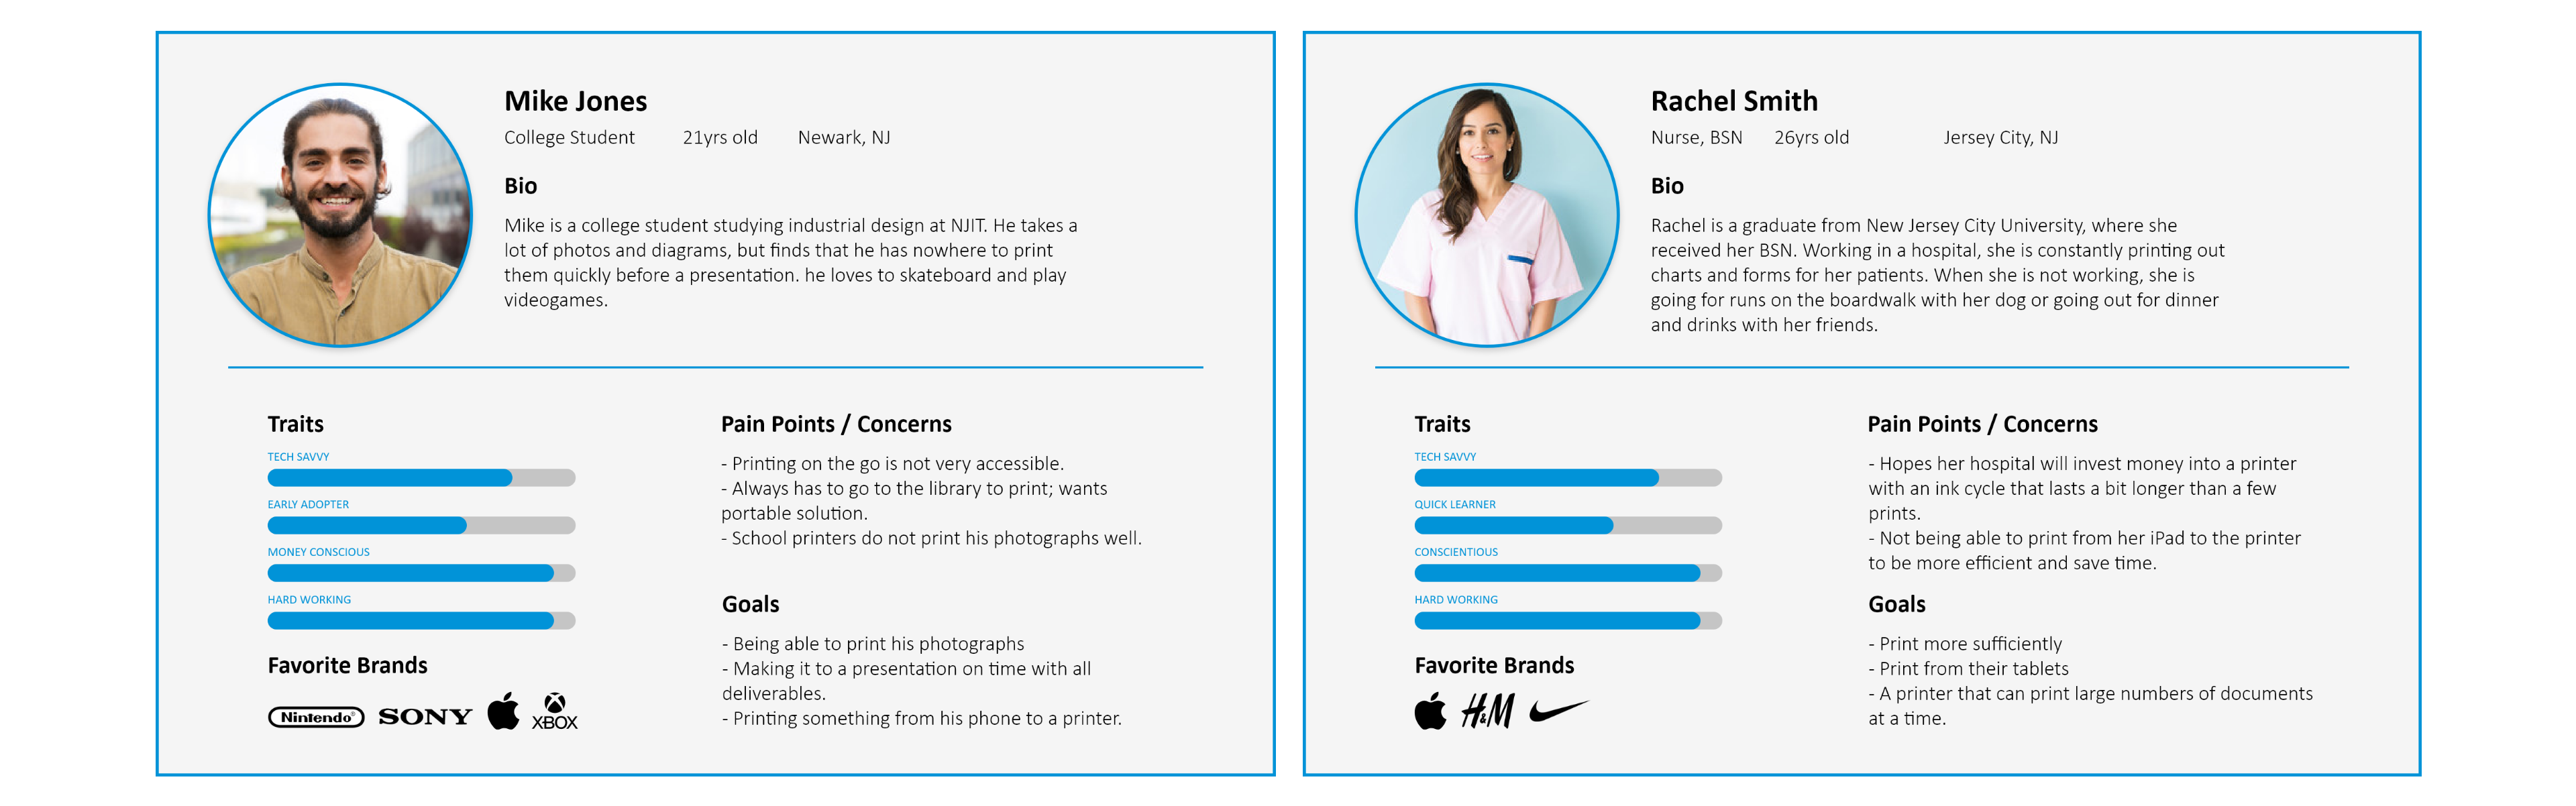 Mike Jones
College Student 21yrs old Newark, NJ
Bio
Mike is a college student studying industrial design at NJIT. He takes a
lot of photos and diagrams, but finds that he has nowhere to print
them quickly before a presentation. he loves to skateboard and play
videogames.
Traits
TECH SAVVY
EARLY ADOPTER
MONEY CONSCIOUS
HARD WORKING
Favorite Brands
Nintendo® SONY XBOX
Pain Points / Concerns
- Printing on the go is not very accessible.
- Always has to go to the library to print; wants
portable solution.
- School printers do not print his photographs well.
Goals
- Being able to print his photographs
- Making it to a presentation on time with all
deliverables.
- Printing something from his phone to a printer.
Rachel Smith
Nurse, BSN 26yrs old Jersey City, NJ
Bio
Rachel is a graduate from New Jersey City University, where she
received her BSN. Working in a hospital, she is constantly printing out
charts and forms for her patients. When she is not working, she is
going for runs on the boardwalk with her dog or going out for dinner
and drinks with her friends.
Traits
TECH SAVVY
QUICK LEARNER
CONSCIENTIOUS
HARD WORKING
Favorite Brands
H&M
Pain Points / Concerns
- Hopes her hospital will invest money into a printer
with an ink cycle that lasts a bit longer than a few
prints.
- Not being able to print from her iPad to the printer
to be more efficient and save time.
Goals
- Print more sufficiently
- Print from their tablets
- A printer that can print large numbers of documents
at a time.